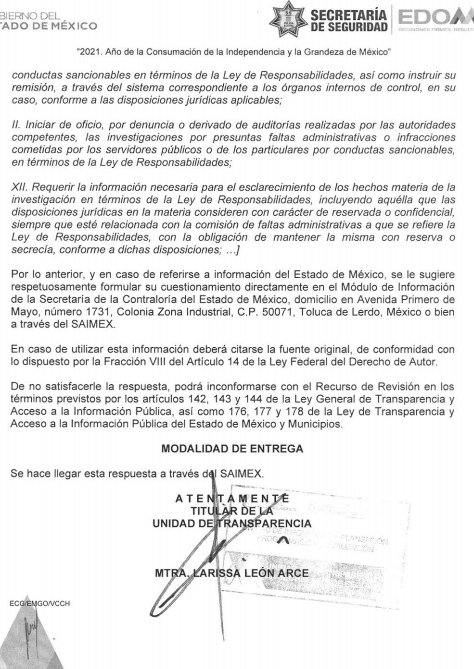 BIERNO DEL
TADO DE MÉXICO
SECRETARÍA
DE SEGURIDAD
EDOM
"2021. Año de la Consumación de la Independencia y la Grandeza de México"
conductas sancionables en términos de la Ley de Responsabilidades, así como instruir su
remisión, a través del sistema correspondiente a los órganos internos de control, en su
caso, conforme a las disposiciones jurídicas aplicables;
II. Iniciar de oficio, por denuncia o derivado de auditorías realizadas por las autoridades
competentes, las investigaciones por presuntas faltas administrativas o infracciones
cometidas por los servidores públicos o de los particulares por conductas sancionables,
en términos de la Ley de Responsabilidades;
XII. Requerir la información necesaria para el esclarecimiento de los hechos materia de la
investigación en términos de la Ley de Responsabilidades, incluyendo aquélla que las
disposiciones jurídicas en la materia consideren con carácter de reservada o confidencial,
siempre que esté relacionada con la comisión de faltas administrativas a que se refiere la
Ley de Responsabilidades, con la obligación de mantener la misma con reserva o
secrecía, conforme a dichas disposiciones; …]
Por lo anterior, y en caso de referirse a información del Estado de México, se le sugiere
respetuosamente formular su cuestionamiento directamente en el Módulo de Información
de la Secretaría de la Contraloría del Estado de México, domicilio en Avenida Primero de
Mayo, número 1731, Colonia Zona Industrial, C.P. 50071, Toluca de Lerdo, México o bien
a través del SAIMEX.
En caso de utilizar esta información deberá citarse la fuente original, de conformidad con
lo dispuesto por la Fracción VIII del Artículo 14 de la Ley Federal del Derecho de Autor.
De no satisfacerle la respuesta, podrá inconformarse con el Recurso de Revisión en los
términos previstos por los artículos 142, 143 y 144 de la Ley General de Transparencia y
Acceso a la Información Pública, así como 176, 177 y 178 de la Ley de Transparencia y
Acceso a la Información Pública del Estado de México y Municipios.
MODALIDAD DE ENTREGA
Se hace llegar esta respuesta a través del SAIMEX.
A T E N T A M E N T E
TITULAR DE LA
UNIDAD DE TRANSPARENCIA
MTRA. LARISSA LEÓN ARCE
ECG/EMGO/VCCH